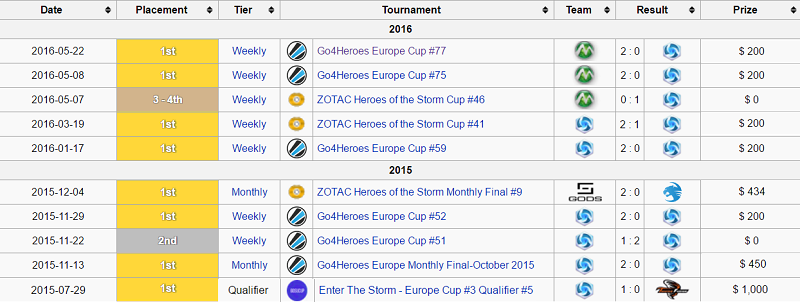 Date Placement Tier Tournament Team Result Prize
2016
2016-05-22 1st Weekly Go4Heroes Europe Cup #77 2 : 0 $ 200
2016-05-08 1st Weekly Go4Heroes Europe Cup #75 2 : 0 $ 200
2016-05-07 3 - 4th Weekly ZOTAC Heroes of the Storm Cup #46 0 : 1 $ 0
2016-03-19 1st Weekly ZOTAC Heroes of the Storm Cup #41 2 : 1 $ 200
2016-01-17 1st Weekly Go4Heroes Europe Cup #59 2 : 0 $ 200
2015
2015-12-04 1st Monthly ZOTAC Heroes of the Storm Monthly Final #9 GODS 2 : 0 $ 434
2015-11-29 1st Weekly Go4Heroes Europe Cup #52 2 : 0 $ 200
2015-11-22 2nd Weekly Go4Heroes Europe Cup #51 1 : 2 $ 0
2015-11-13 1st Monthly Go4Heroes Europe Monthly Final-October 2015 2 : 0 $ 450
2015-07-29 1st Qualifier Enter The Storm - Europe Cup #3 Qualifier #5 1 : 0 $ 1,000